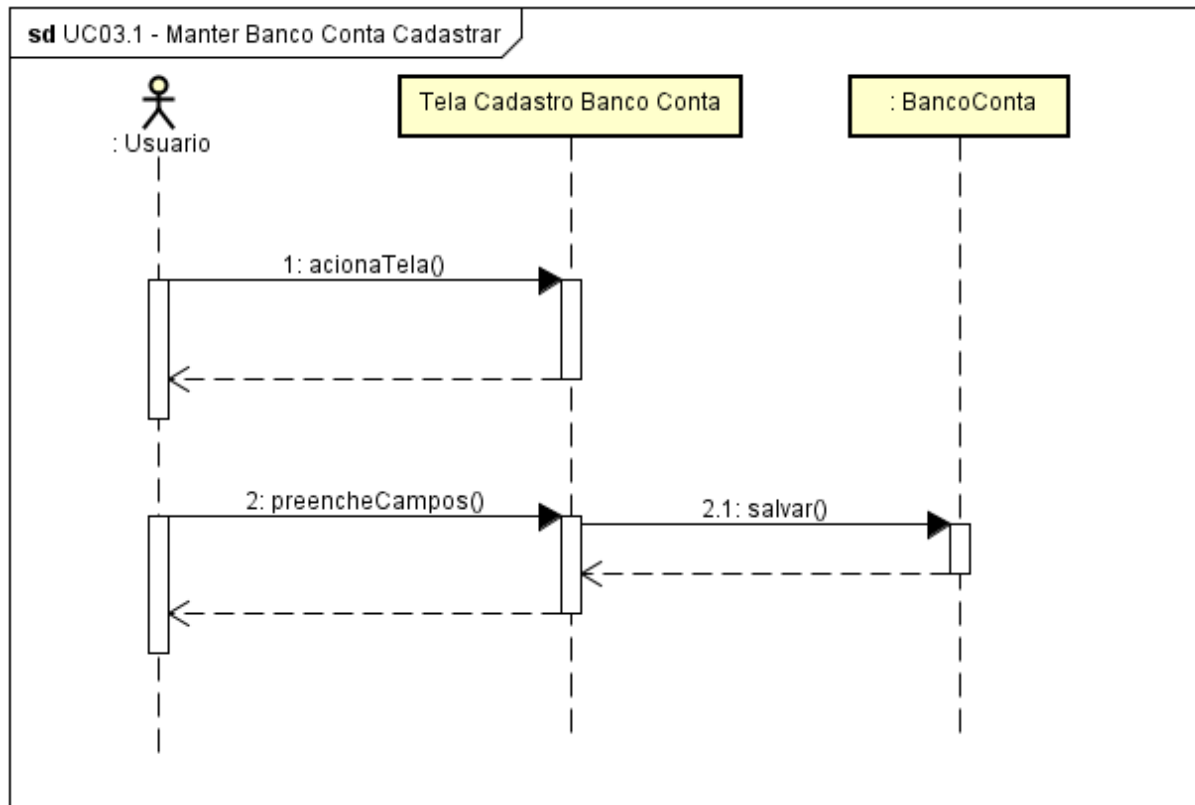 sd UC03.1 - Manter Banco Conta Cadastrar
: Usuario
Tela Cadastro Banco Conta
: BancoConta
1: acionaTela()
2: preencheCampos()
2.1: salvar()